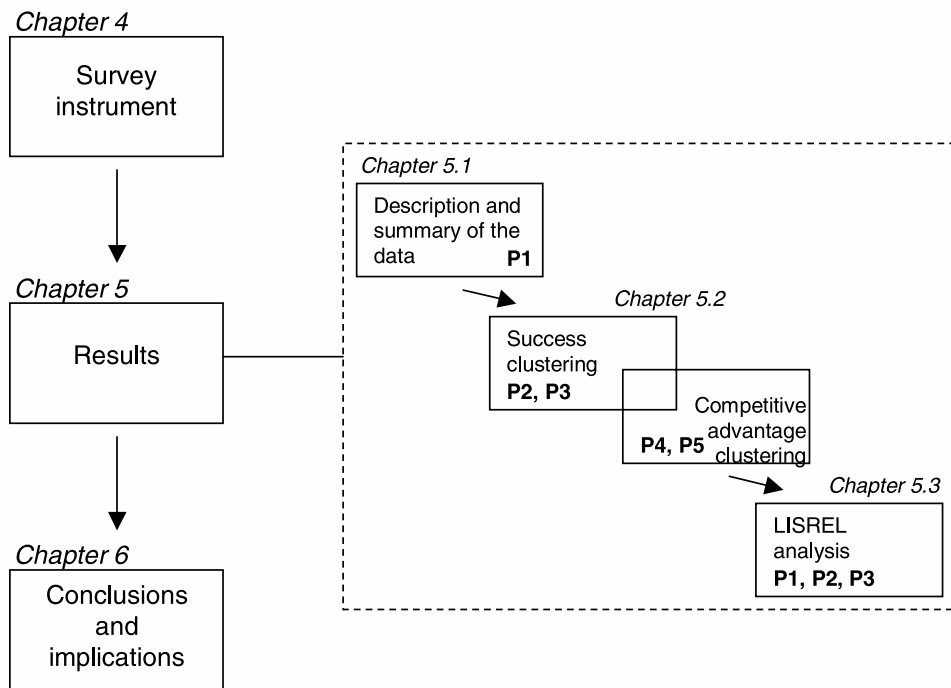 Chapter 4
Survey
instrument
Chapter 5
Results
Chapter 6
Conclusions
and
implications
Chapter 5.1
Description and
summary of the
data P1
Chapter 5.2
Success
clustering
P2, P3
Competitive
advantage
P4, P5 clustering
Chapter 5.3
LISREL
analysis
P1, P2, P3